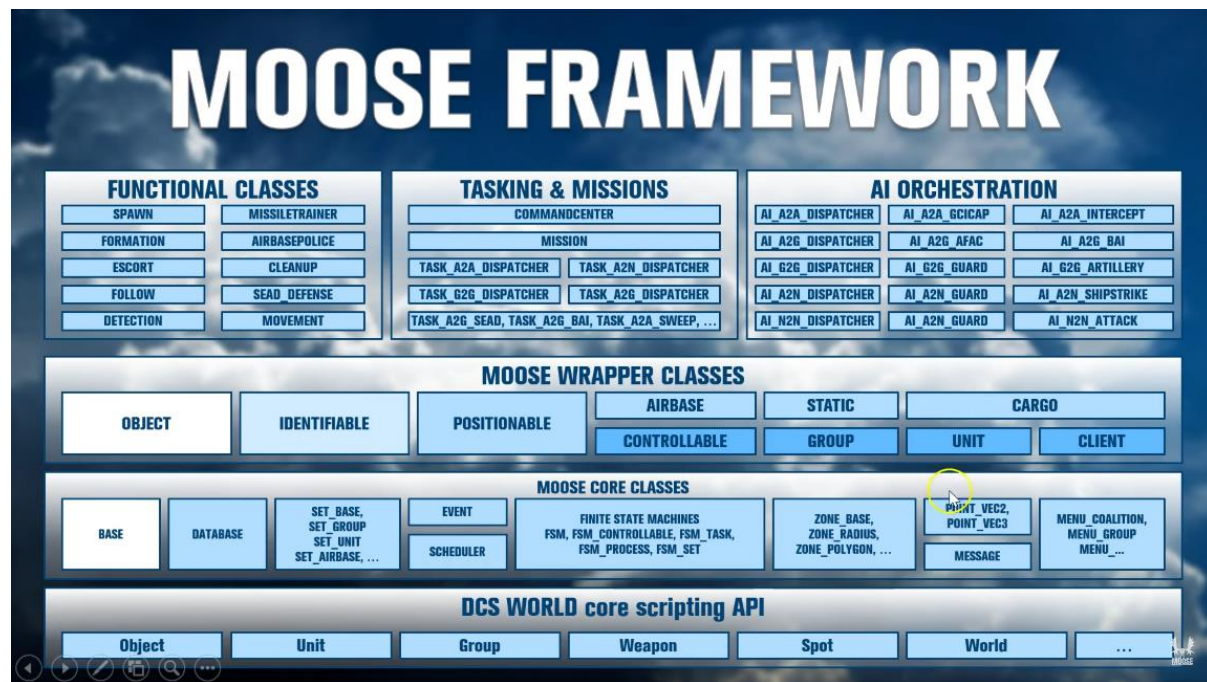 MOOSE FRAMEWORK
FUNCTIONAL CLASSES
SPAWN
MISSILETRAINER
FORMATION
AIRBASEPOLICE
ESCORT
CLEANUP
FOLLOW
SEAD_DEFENSE
DETECTION
MOVEMENT
TASKING & MISSIONS
COMMANDCENTER
MISSION
TASK_A2A_DISPATCHER
TASK_A2N_DISPATCHER
TASK_G2G_DISPATCHER
TASK_A2G_DISPATCHER
TASK_A2G_SEAD, TASK_A2G_BAI, TASK_A2A_SWEEP, ...
AI ORCHESTRATION
AI_A2A_DISPATCHER
AI_A2A_GCICAP
AI_A2A_INTERCEPT
AI_A2G_DISPATCHER
AI_A2G_AFAC
AI_A2G_BAI
AI_G2G_DISPATCHER
AI_G2G_GUARD
AI_G2G_ARTILLERY
AI_A2N_DISPATCHER
AI_A2N_GUARD
AI_A2N_SHIPSTRIKE
AI_N2N_DISPATCHER
AI_A2N_GUARD
AI_N2N_ATTACK
MOOSE WRAPPER CLASSES
OBJECT
IDENTIFIABLE
POSITIONABLE
AIRBASE
STATIC
CARGO
CONTROLLABLE
GROUP
UNIT
CLIENT
MOOSE CORE CLASSES
BASE
DATABASE
SET_BASE,
SET_GROUP
SET_UNIT
SET_AIRBASE, ...
EVENT
SCHEDULER
FINITE STATE MACHINES
FSM, FSM_CONTROLLABLE, FSM_TASK,
FSM_PROCESS, FSM_SET
ZONE_BASE,
ZONE_RADIUS,
ZONE_POLYGON, ...
POINT_VEC2,
POINT_VEC3
MESSAGE
MENU_COALITION,
MENU_GROUP
MENU_...
DCS WORLD core scripting API
Object
Unit
Group
Weapon
Spot
World
...
MOOSE